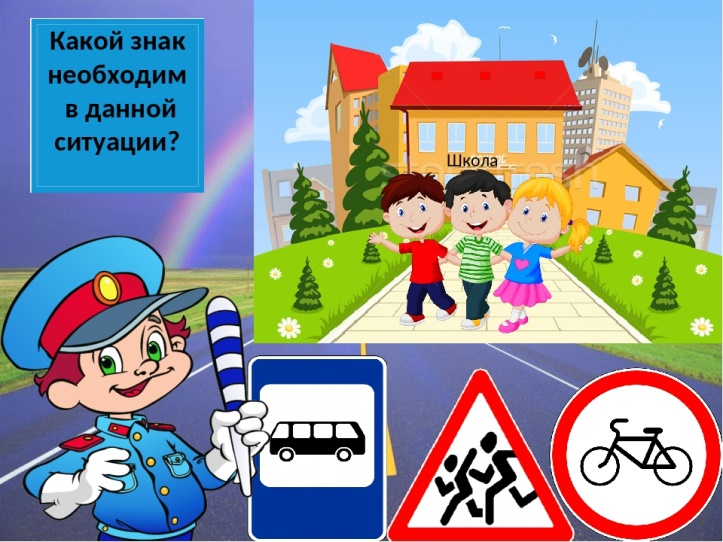 Какой знак
необходим
в данной
ситуации?
Школа